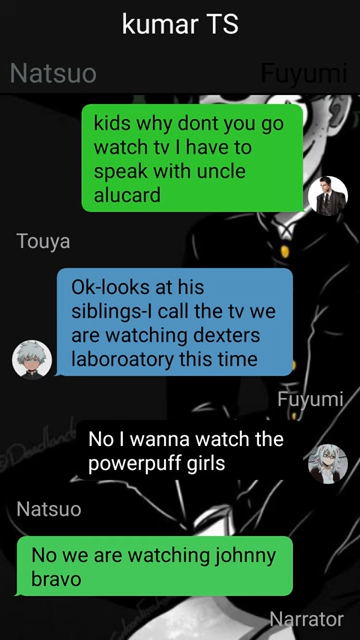 kumar TS
Natsuo
Fuyumi
kids why dont you go
watch tv I have to
speak with uncle
alucard
Touya
Ok-looks at his
siblings-I call the tv we
are watching dexters
laboroatory this time
Fuyumi
No I wanna watch the
powerpuff girls
Natsuo
No we are watching johnny
bravo
Narrator